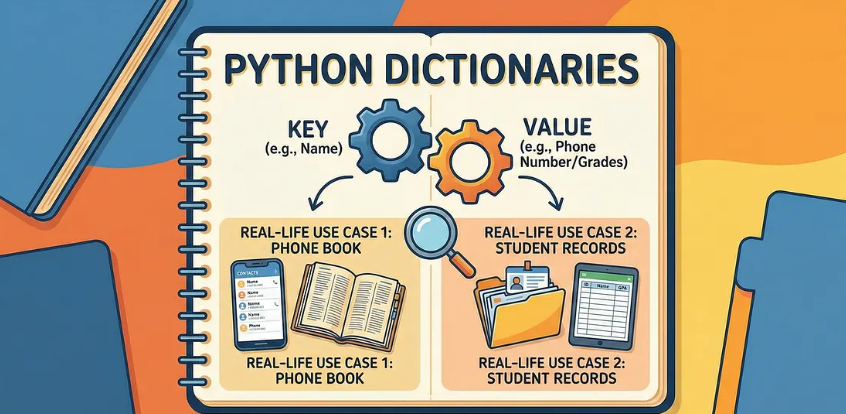 PYTHON DICTIONARIES
KEY
(e.g., Name)
VALUE
(e.g., Phone
Number/Grades)
REAL-LIFE USE CASE 1:
PHONE BOOK
CONTACTS
Name
Name
Name
Name
Phone
REAL-LIFE USE CASE 1:
PHONE BOOK
REAL-LIFE USE CASE 2:
STUDENT RECORDS
ID Name GPA
REAL-LIFE USE CASE 2:
STUDENT RECORDS